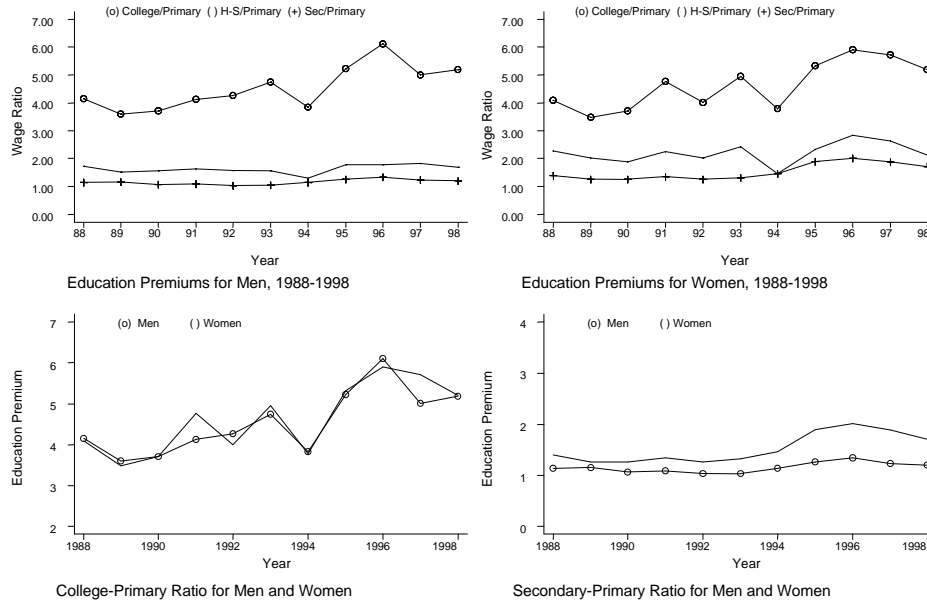 (o) College/Primary ( ) H-S/Primary (+) Sec/Primary
7.00
6.00
5.00
4.00
3.00
2.00
1.00
0.00
Wage Ratio
88 89 90 91 92 93 94 95 96 97 98
Year
Education Premiums for Men, 1988-1998
(o) College/Primary ( ) H-S/Primary (+) Sec/Primary
7.00
6.00
5.00
4.00
3.00
2.00
1.00
0.00
Wage Ratio
88 89 90 91 92 93 94 95 96 97 98
Year
Education Premiums for Women, 1988-1998
(o) Men ( ) Women
7
6
5
4
3
2
Education Premium
1988 1990 1992 1994 1996 1998
Year
College-Primary Ratio for Men and Women
(o) Men ( ) Women
4
3
2
1
0
Education Premium
1988 1990 1992 1994 1996 1998
Year
Secondary-Primary Ratio for Men and Women